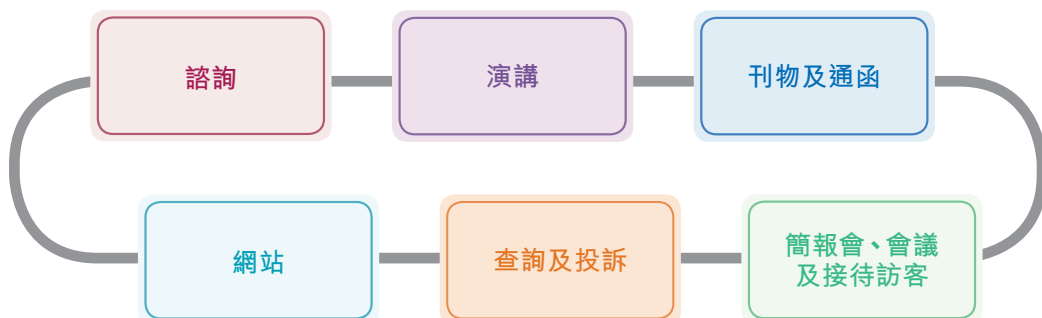 諮詢
演講
刊物及通函
網站
查詢及投訴
簡報會、會議
及接待訪客